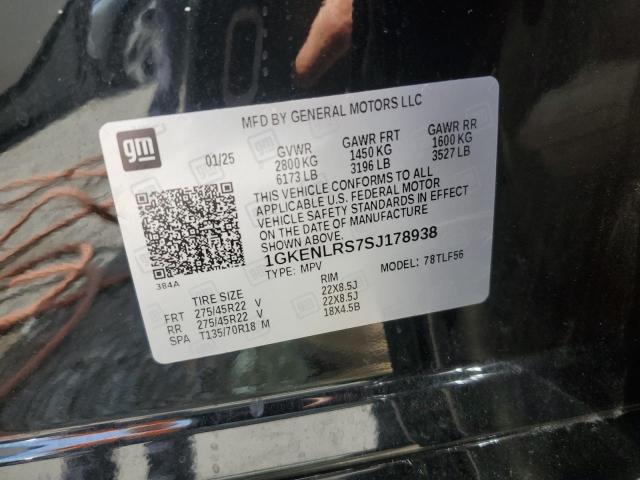 MFD BY GENERAL MOTORS LLC
gm
01/25 GVWR GAWR FRT GAWR RR
2800 KG 1450 KG 1600 KG
6173 LB 3196 LB 3527 LB
THIS VEHICLE CONFORMS TO ALL
APPLICABLE U.S. FEDERAL MOTOR
VEHICLE SAFETY STANDARDS IN EFFECT
ON THE DATE OF MANUFACTURE
SHOWN ABOVE.
1GKENLRS7SJ178938
384A
TYPE: MPV MODEL: 78TLF56
TIRE SIZE RIM
FRT 275/45R22 V 22X8.5J
RR 275/45R22 V 22X8.5J
SPA T135/70R18 M 18X4.5B